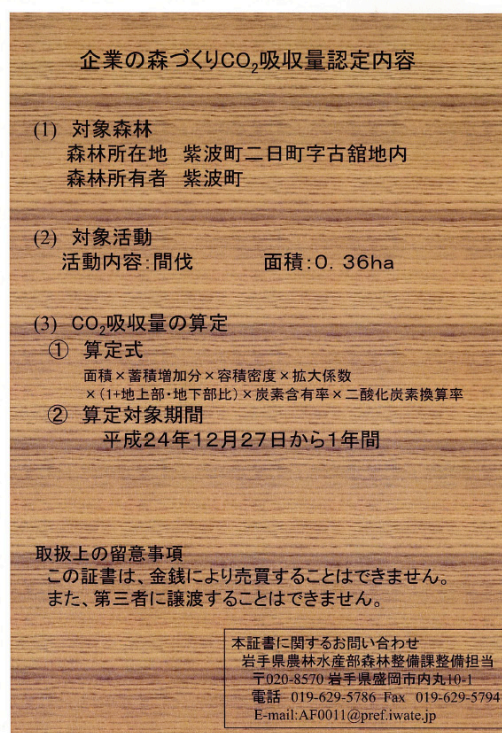 企業の森づくりCO₂吸収量認定内容
(1) 対象森林
森林所在地 紫波町二日町字古舘地内
森林所有者 紫波町
(2) 対象活動
活動内容:間伐 面積:0.36ha
(3) CO₂吸収量の算定
① 算定式
面積×蓄積増加分×容積密度×拡大係数
×(1+地上部・地下部比)×炭素含有率×二酸化炭素換算率
② 算定対象期間
平成24年12月27日から1年間
取扱上の留意事項
この証書は、金銭により売買することはできません。
また、第三者に譲渡することはできません。
本証書に関するお問い合わせ
岩手県農林水産部森林整備課整備担当
〒020-8570 岩手県盛岡市内丸10-1
電話 019-629-5786 Fax 019-629-5794
E-mail:AF0011@pref.iwate.jp